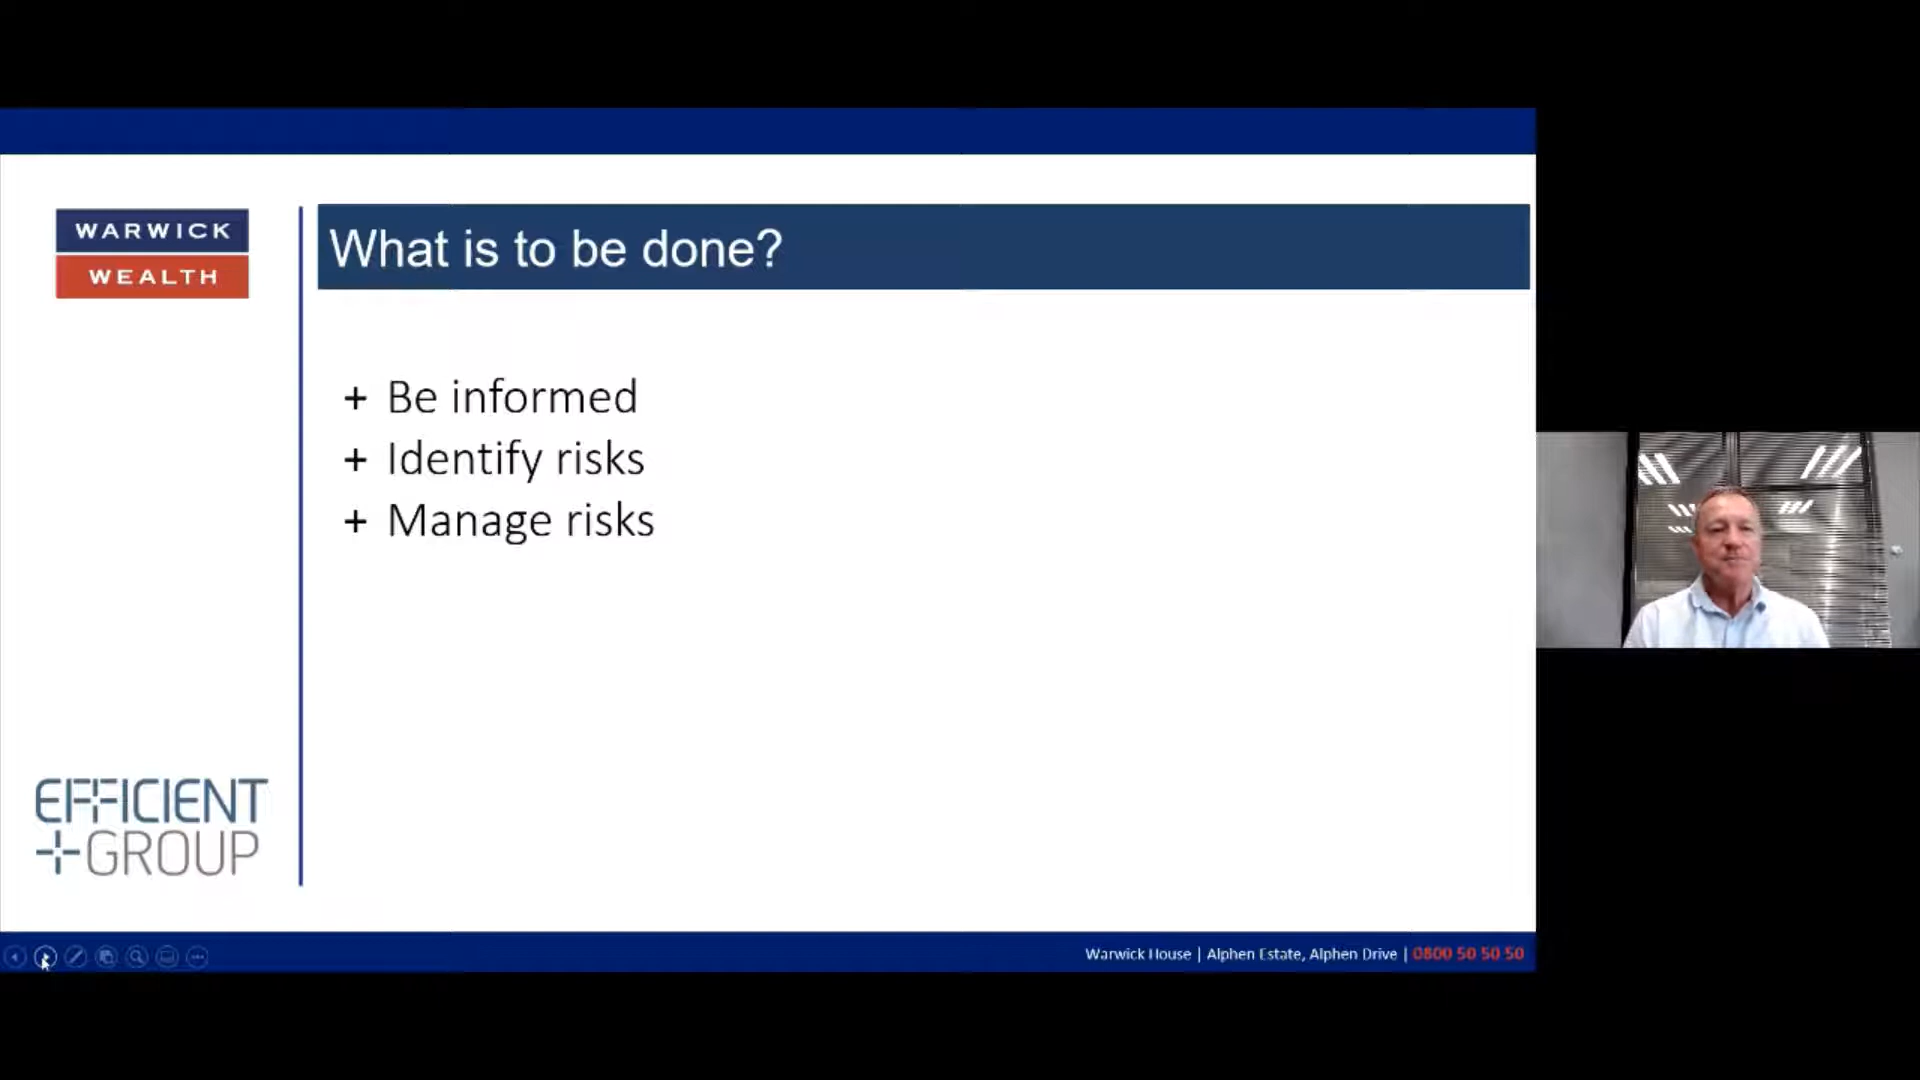 WARWICK
WEALTH
What is to be done?
+ Be informed
+ Identify risks
+ Manage risks
EFFICIENT
+GROUP
Warwick House | Alphen Estate, Alphen Drive | 0800 50 50 50